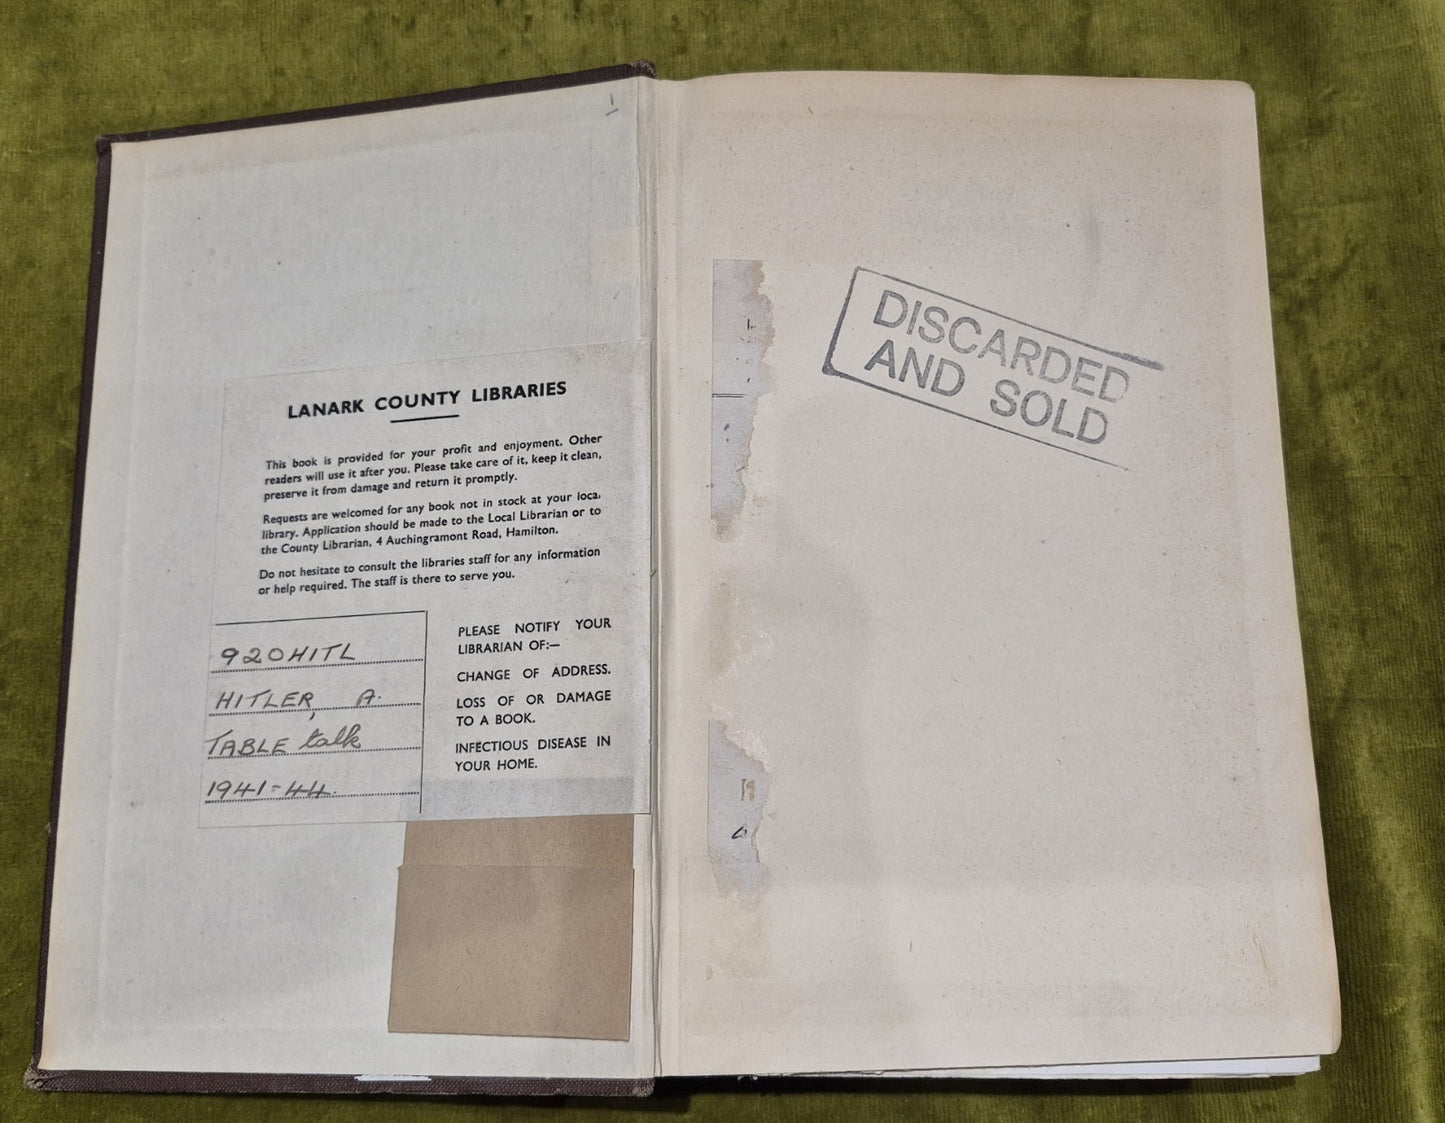 1
LANARK COUNTY LIBRARIES
This book is provided for your profit and enjoyment. Other
readers will use it after you. Please take care of it, keep it clean,
preserve it from damage and return it promptly.
Requests are welcomed for any book not in stock at your loca.
library. Application should be made to the Local Librarian or to
the County Librarian, 4 Auchingramont Road, Hamilton.
Do not hesitate to consult the libraries staff for any information
or help required. The staff is there to serve you.
920HITL
HITLER, A.
TABLE talk
1941-44.
PLEASE NOTIFY YOUR
LIBRARIAN OF:—
CHANGE OF ADDRESS.
LOSS OF OR DAMAGE
TO A BOOK.
INFECTIOUS DISEASE IN
YOUR HOME.
DISCARDED
AND SOLD